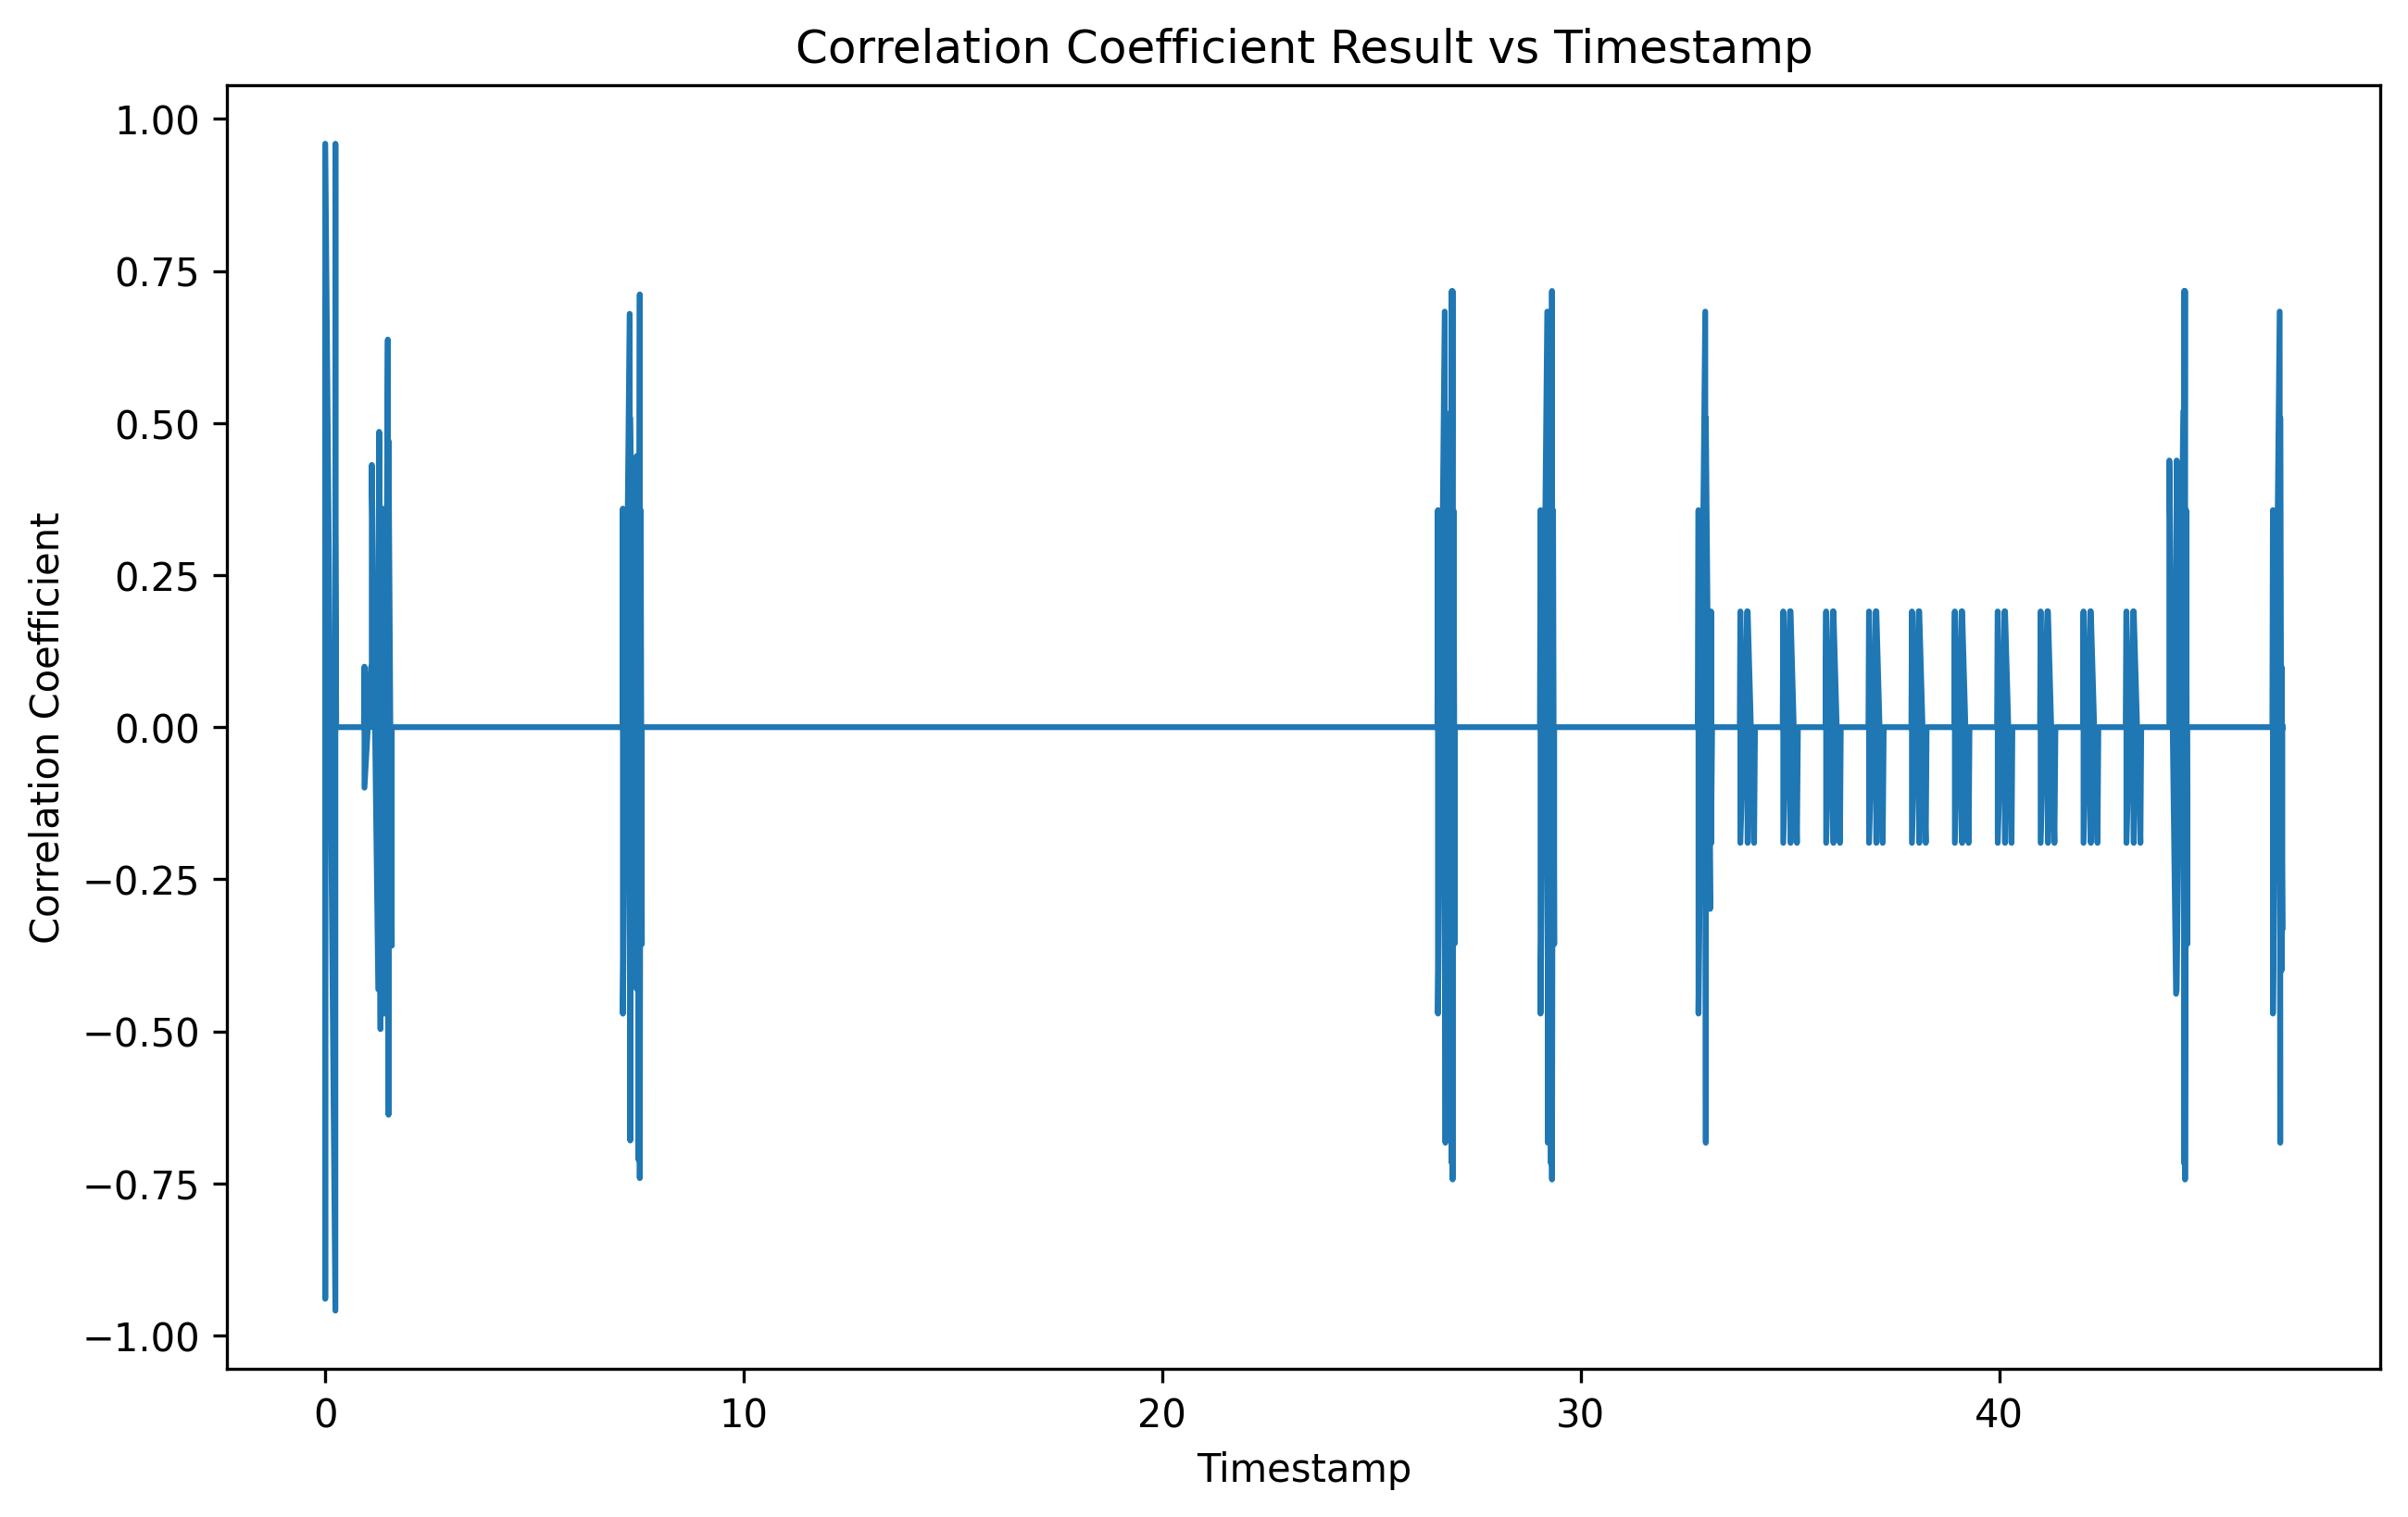 Correlation Coefficient Result vs Timestamp
Correlation Coefficient
1.00
0.75
0.50
0.25
0.00
−0.25
−0.50
−0.75
−1.00
0 10 20 30 40
Timestamp